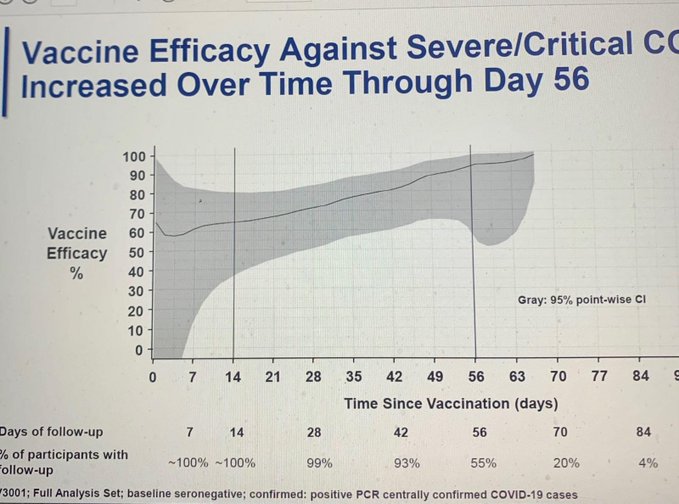 Vaccine Efficacy Against Severe/Critical
Increased Over Time Through Day 56
100
90
80
70
60
50
40
30
20
10
0
Vaccine
Efficacy
%
Gray: 95% point-wise CI
0 7 14 21 28 35 42 49 56 63 70 77 84
Time Since Vaccination (days)
Days of follow-up 7 14 28 42 56 70 84
% of participants with
follow-up ~100% ~100% 99% 93% 55% 20% 4%
3001; Full Analysis Set; baseline seronegative; confirmed: positive PCR centrally confirmed COVID-19 cases